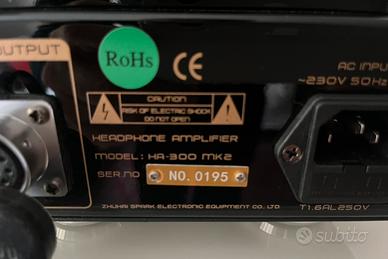 OUTPUT
RoHs
CE
AC INPU
~230V 50Hz
CAUTION
RISK OF ELECTRIC SHOCK
DO NOT OPEN
HEADPHONE AMPLIFIER
MODEL: HA-300 MK2
SER.NO
NO. 0195
ZHUHAI SPARK ELECTRONIC EQUIPMENT CO., LTD
T1.6AL250V
subito